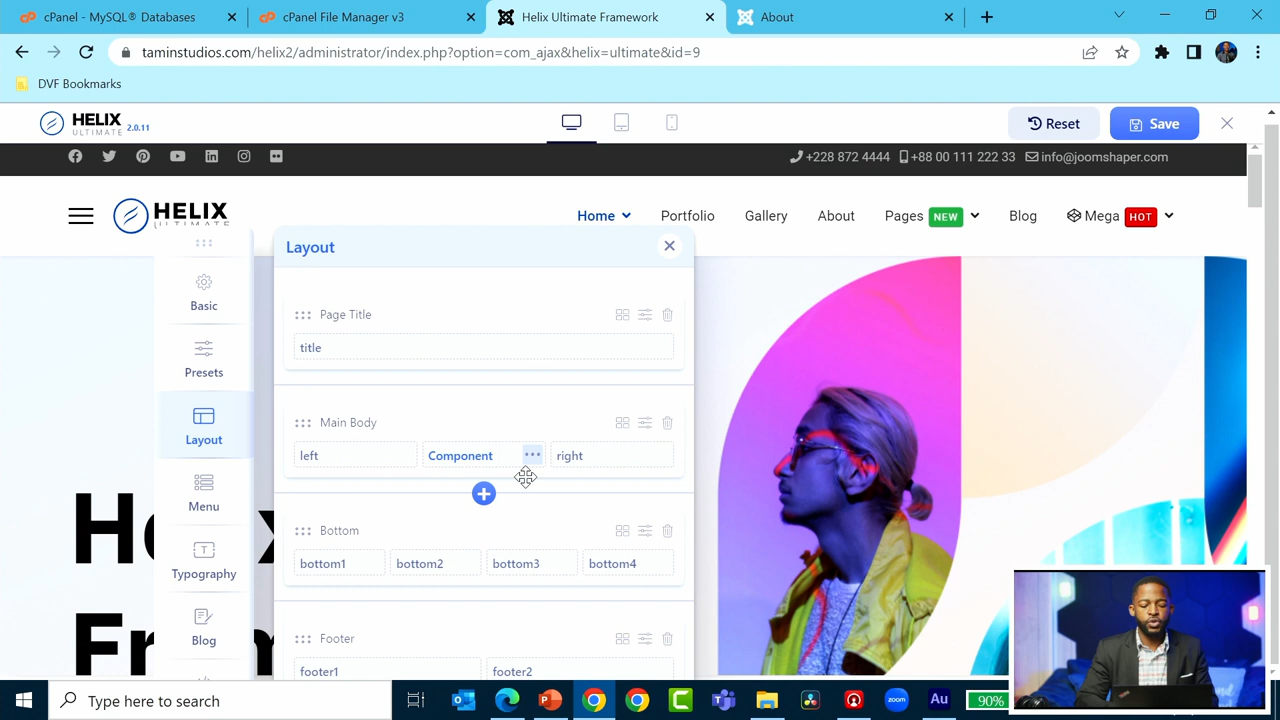 cPanel - MySQL® Databases
cPanel File Manager v3
Helix Ultimate Framework
About
taminstudios.com/helix2/administrator/index.php?option=com_ajax&helix=ultimate&id=9
DVF Bookmarks
HELIX
ULTIMATE 2.0.11
Reset
Save
+228 872 4444 +88 00 111 222 33 info@joomshaper.com
HELIX
Home Portfolio Gallery About Pages NEW Blog Mega HOT
Layout
Basic
Presets
Layout
Menu
Typography
Blog
Page Title
title
Main Body
left Component ... right
Bottom
bottom1 bottom2 bottom3 bottom4
Footer
footer1 footer2
Type here to search
zoom
Au
90%